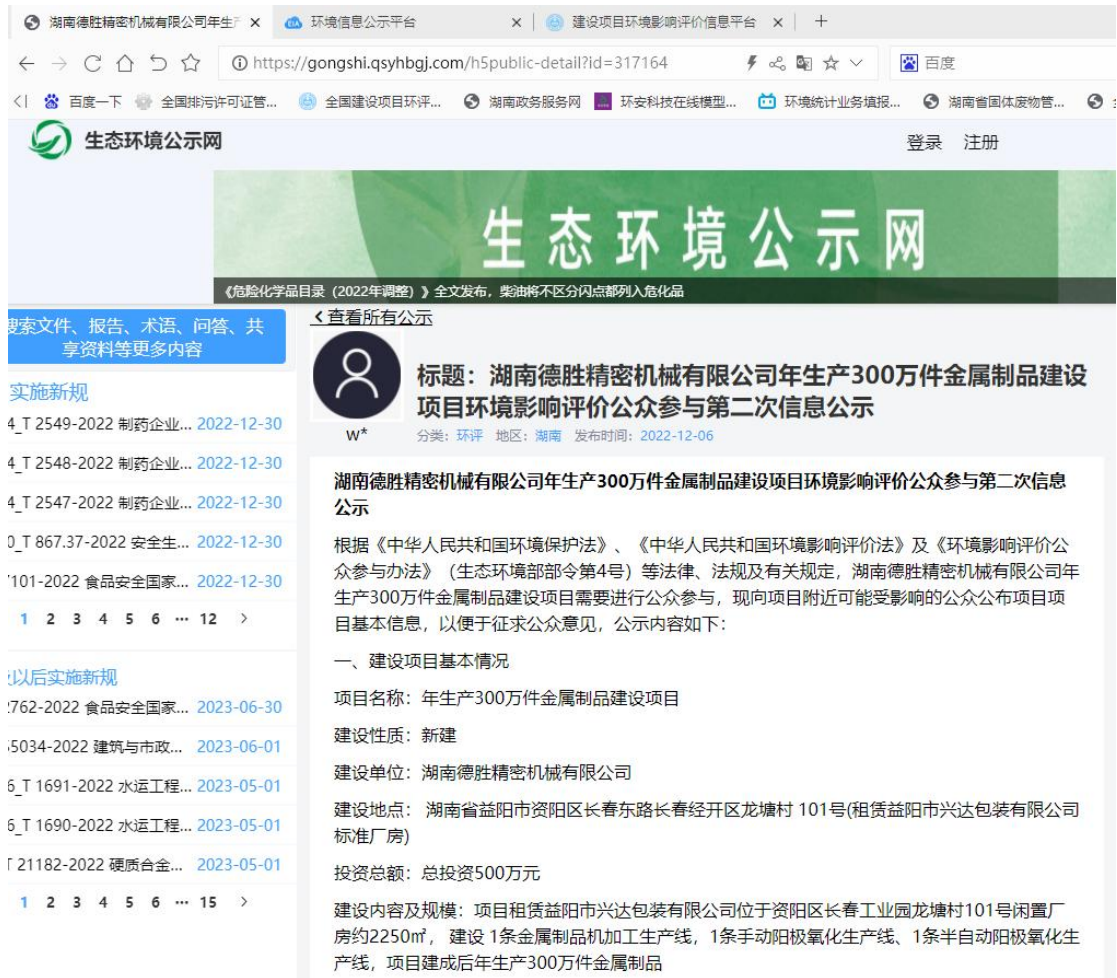 湖南德胜精密机械有限公司年生产
环境信息公示平台
建设项目环境影响评价信息平台
https://gongshi.qsyhbgj.com/h5public-detail?id=317164
百度
百度一下
全国排污许可证管...
全国建设项目环评...
湖南政务服务网
环安科技在线模型...
环境统计业务填报...
湖南省固体废物管...
生态环境公示网
登录 注册
生态环境公示网
《危险化学品目录（2022年调整）》全文发布，柴油将不区分闪点都列入危化品
搜索文件、报告、术语、问答、共
享资料等更多内容
实施新规
4_T 2549-2022 制药企业... 2022-12-30
4_T 2548-2022 制药企业... 2022-12-30
4_T 2547-2022 制药企业... 2022-12-30
0_T 867.37-2022 安全生... 2022-12-30
7101-2022 食品安全国家... 2022-12-30
1 2 3 4 5 6 ··· 12 >
以后实施新规
2762-2022 食品安全国家... 2023-06-30
55034-2022 建筑与市政... 2023-06-01
6_T 1691-2022 水运工程... 2023-05-01
6_T 1690-2022 水运工程... 2023-05-01
T 21182-2022 硬质合金... 2023-05-01
1 2 3 4 5 6 ··· 15 >
查看所有公示
w*
标题：湖南德胜精密机械有限公司年生产300万件金属制品建设
项目环境影响评价公众参与第二次信息公示
分类：环评 地区：湖南 发布时间：2022-12-06
湖南德胜精密机械有限公司年生产300万件金属制品建设项目环境影响评价公众参与第二次信息
公示
根据《中华人民共和国环境保护法》、《中华人民共和国环境影响评价法》及《环境影响评价公
众参与办法》（生态环境部部令第4号）等法律、法规及有关规定，湖南德胜精密机械有限公司年
生产300万件金属制品建设项目需要进行公众参与，现向项目附近可能受影响的公众公布项目项
目基本信息，以便于征求公众意见，公示内容如下：
一、建设项目基本情况
项目名称：年生产300万件金属制品建设项目
建设性质：新建
建设单位：湖南德胜精密机械有限公司
建设地点： 湖南省益阳市资阳区长春东路长春经开区龙塘村 101号(租赁益阳市兴达包装有限公司
标准厂房)
投资总额：总投资500万元
建设内容及规模：项目租赁益阳市兴达包装有限公司位于资阳区长春工业园龙塘村101号闲置厂
房约2250㎡， 建设 1条金属制品机加工生产线，1条手动阳极氧化生产线、1条半自动阳极氧化生
产线，项目建成后年生产300万件金属制品